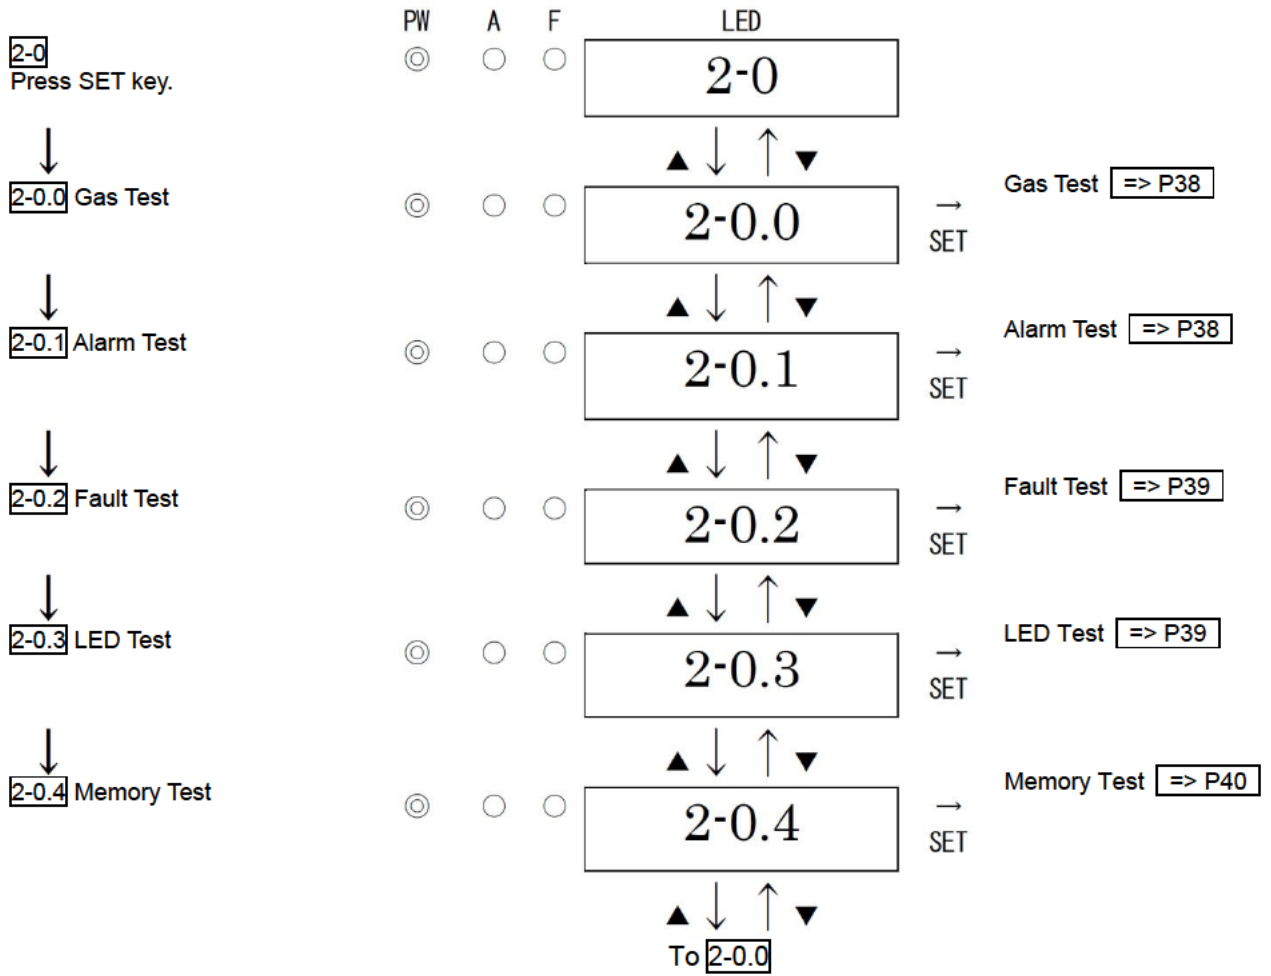 PW A F LED
2-0
Press SET key.
2-0
▲ ↓ ↑ ▼
2-0.0 Gas Test
2-0.0
→
SET
Gas Test => P38
▲ ↓ ↑ ▼
2-0.1 Alarm Test
2-0.1
→
SET
Alarm Test => P38
▲ ↓ ↑ ▼
2-0.2 Fault Test
2-0.2
→
SET
Fault Test => P39
▲ ↓ ↑ ▼
2-0.3 LED Test
2-0.3
→
SET
LED Test => P39
▲ ↓ ↑ ▼
2-0.4 Memory Test
2-0.4
→
SET
Memory Test => P40
▲ ↓ ↑ ▼
To 2-0.0